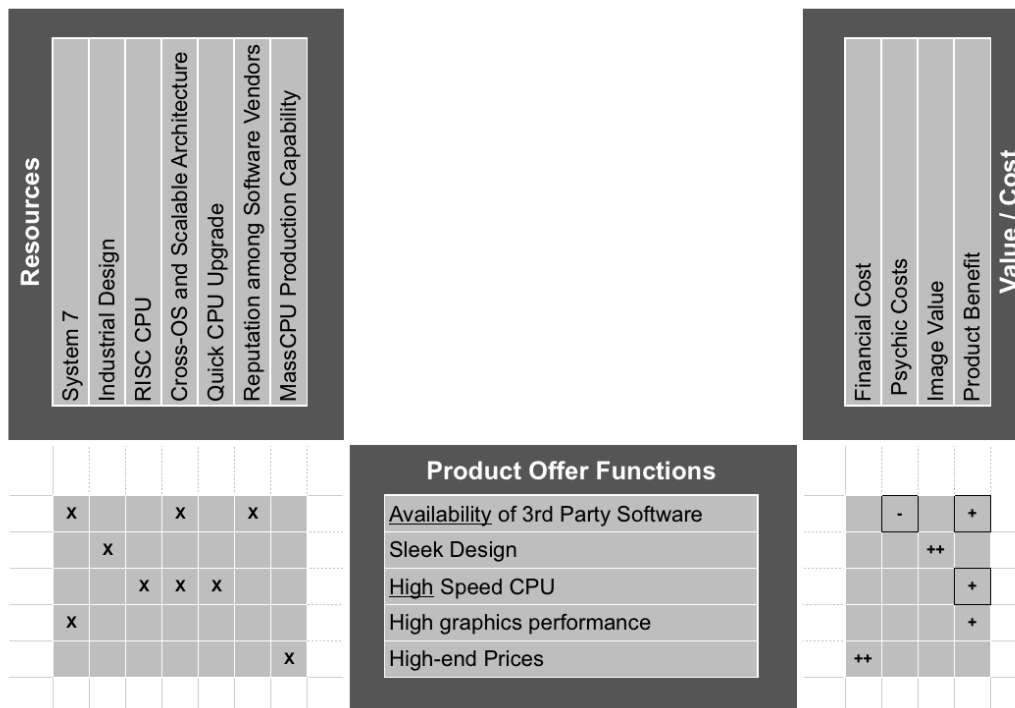 Resources
System 7
Industrial Design
RISC CPU
Cross-OS and Scalable Architecture
Quick CPU Upgrade
Reputation among Software Vendors
MassCPU Production Capability
Financial Cost
Psychic Costs
Image Value
Product Benefit
Value / Cost
Product Offer Functions
X X X Availability of 3rd Party Software - +
X Sleek Design ++
X X X High Speed CPU +
X High graphics performance +
X High-end Prices ++